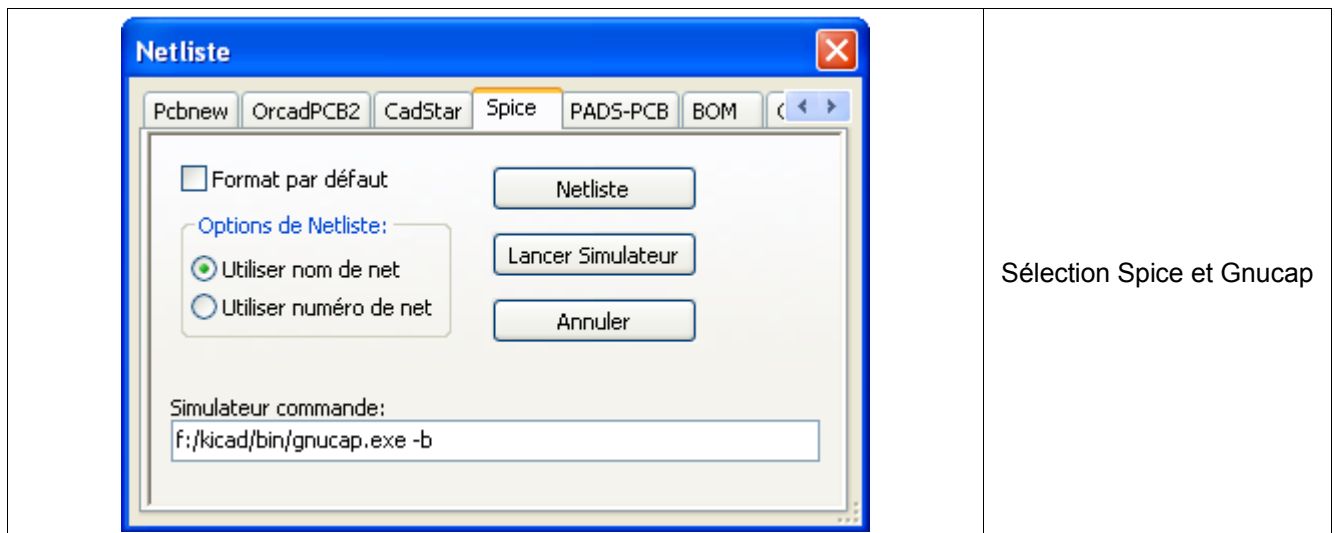 Netliste
Pcbnew OrcadPCB2 CadStar Spice PADS-PCB BOM
Format par défaut
Netliste
Options de Netliste:
Utiliser nom de net
Lancer Simulateur
Utiliser numéro de net
Annuler
Simulateur commande:
f:/kicad/bin/gnucap.exe -b
Sélection Spice et Gnucap